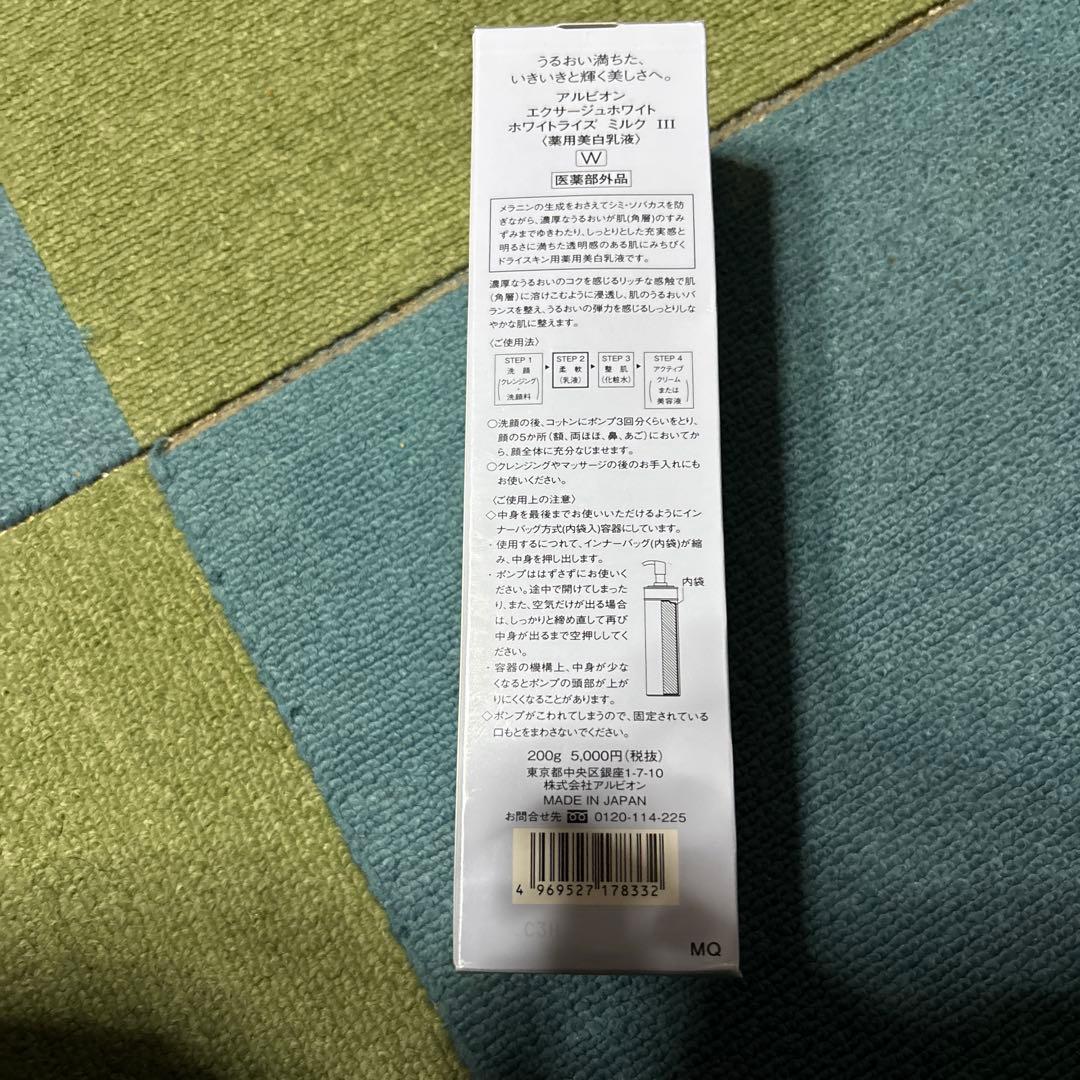 うるおい満ちた、
いきいきと輝く美しさへ。
アルビオン
エクサージュホワイト
ホワイトライズ ミルク III
〈薬用美白乳液〉
W
医薬部外品
メラニンの生成をおさえてシミ・ソバカスを防
ぎながら、濃厚なうるおいが肌(角層)のすみ
ずみまでゆきわたり、しっとりとした充実感と
明るさに満ちた透明感のある肌にみちびく
ドライスキン用薬用美白乳液です。
濃厚なうるおいのコクを感じるリッチな感触で肌
(角層)に溶けこむように浸透し、肌のうるおいバ
ランスを整え、うるおいの弾力を感じるしっとりしな
やかな肌に整えます。
〈ご使用法〉
STEP 1
洗顔
(クレンジング・洗顔料)
STEP 2
柔軟
(乳液)
STEP 3
整肌
(化粧水)
STEP 4
アクティブ
クリーム
または
美容液
○洗顔の後、コットンにポンプ3回分くらいをとり、
顔の5か所(額、両ほほ、鼻、あご)においてか
ら、顔全体に充分なじませます。
○クレンジングやマッサージの後のお手入れにも
お使いください。
〈ご使用上の注意〉
◇中身を最後までお使いいただけるようにイン
ナーバッグ方式(内袋入)容器にしています。
・使用するにつれて、インナーバッグ(内袋)が縮
み、中身を押し出します。
・ポンプははずさずにお使いく
ださい。途中で開けてしまった
り、また、空気だけが出る場合
は、しっかりと締め直して再び
中身が出るまで空押ししてく
ださい。
内袋
・容器の機構上、中身が少な
くなるとポンプの頭部が上が
りにくくなることがあります。
◇ポンプがこわれてしまうので、固定されている
口もとをまわさないでください。
200g 5,000円(税抜)
東京都中央区銀座1-7-10
株式会社アルビオン
MADE IN JAPAN
お問合せ先 0120-114-225
4 969527 178332
MQ